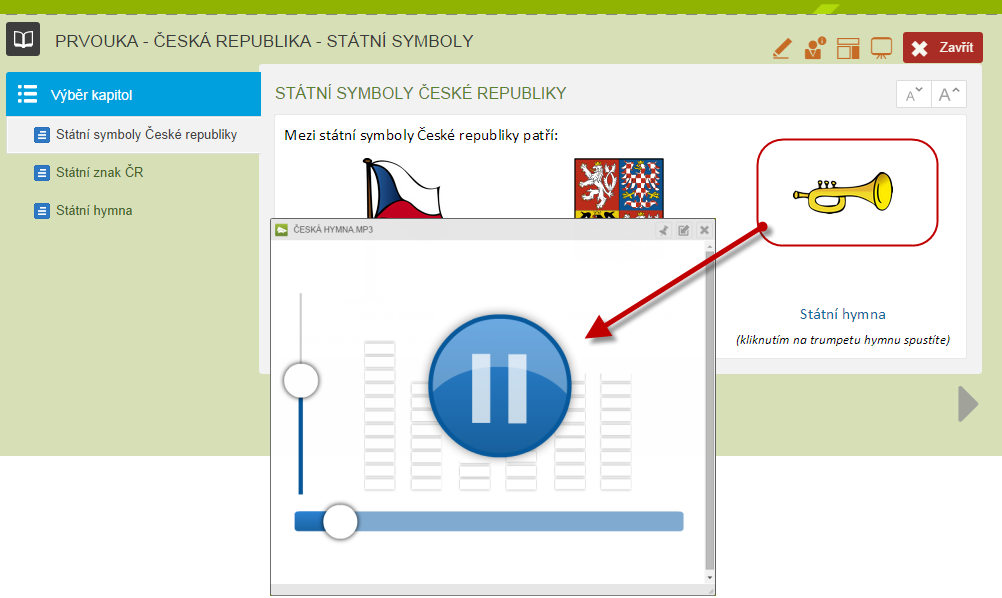 PRVOUKA - ČESKÁ REPUBLIKA - STÁTNÍ SYMBOLY
Zavřít
Výběr kapitol
Státní symboly České republiky
Státní znak ČR
Státní hymna
STÁTNÍ SYMBOLY ČESKÉ REPUBLIKY
A A
Mezi státní symboly České republiky patří:
ČESKÁ HYMNA.MP3
Státní hymna
(kliknutím na trumpetu hymnu spustíte)